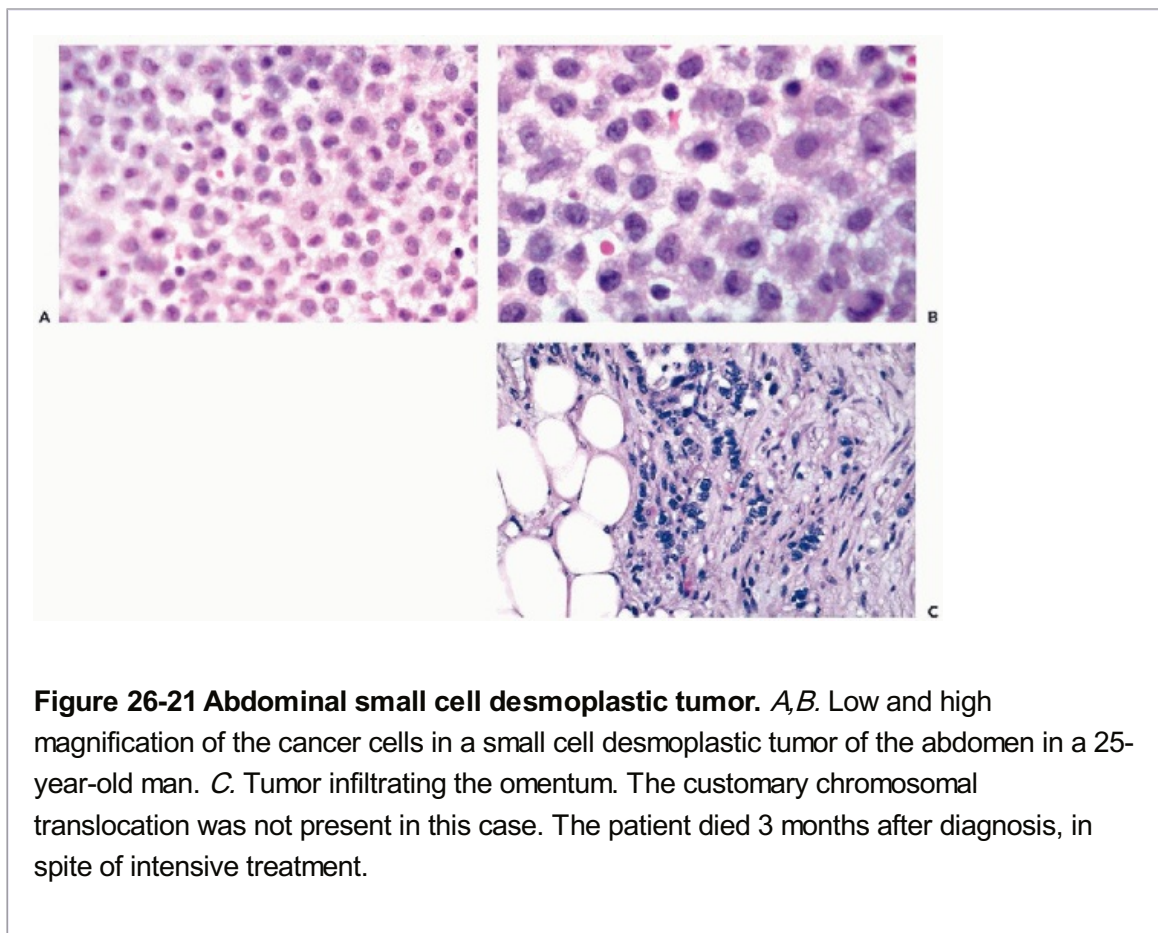 A
B
C
Figure 26-21 Abdominal small cell desmoplastic tumor. A,B. Low and high
magnification of the cancer cells in a small cell desmoplastic tumor of the abdomen in a 25-
year-old man. C. Tumor infiltrating the omentum. The customary chromosomal
translocation was not present in this case. The patient died 3 months after diagnosis, in
spite of intensive treatment.